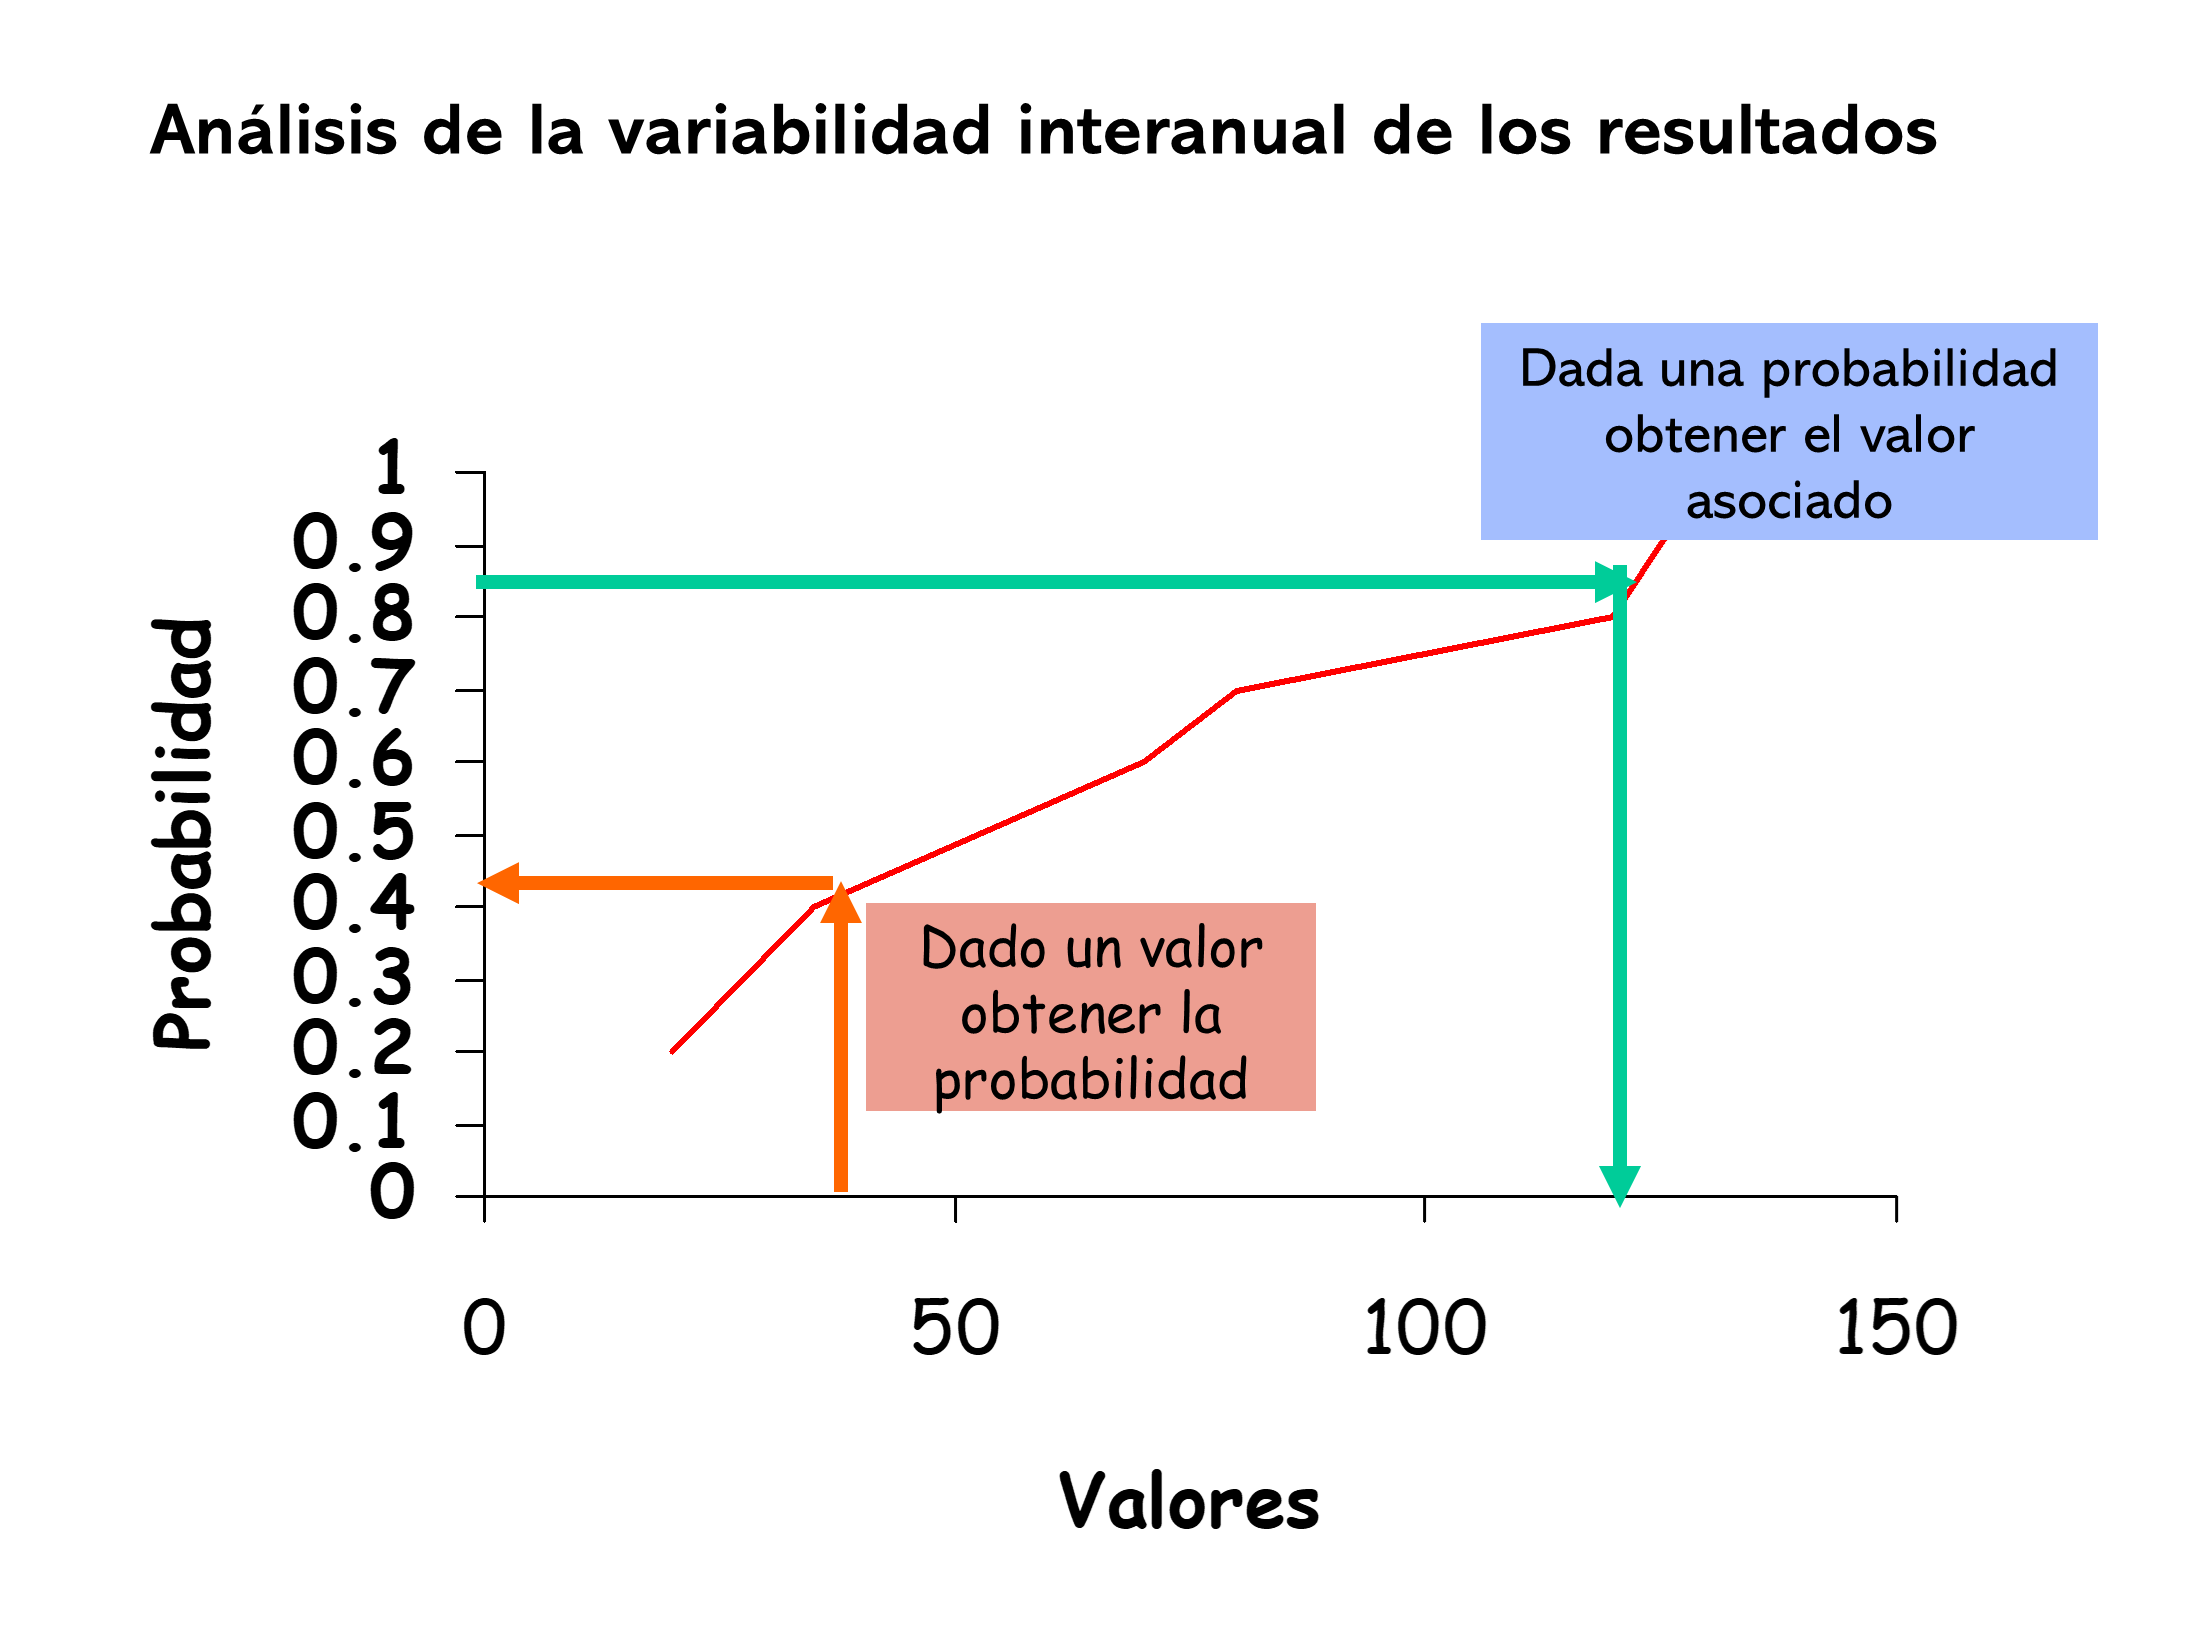 Análisis de la variabilidad interanual de los resultados
Dada una probabilidad
obtener el valor
asociado
Probabilidad
1
0.9
0.8
0.7
0.6
0.5
0.4
0.3
0.2
0.1
0
Dado un valor
obtener la
probabilidad
0
50
100
150
Valores